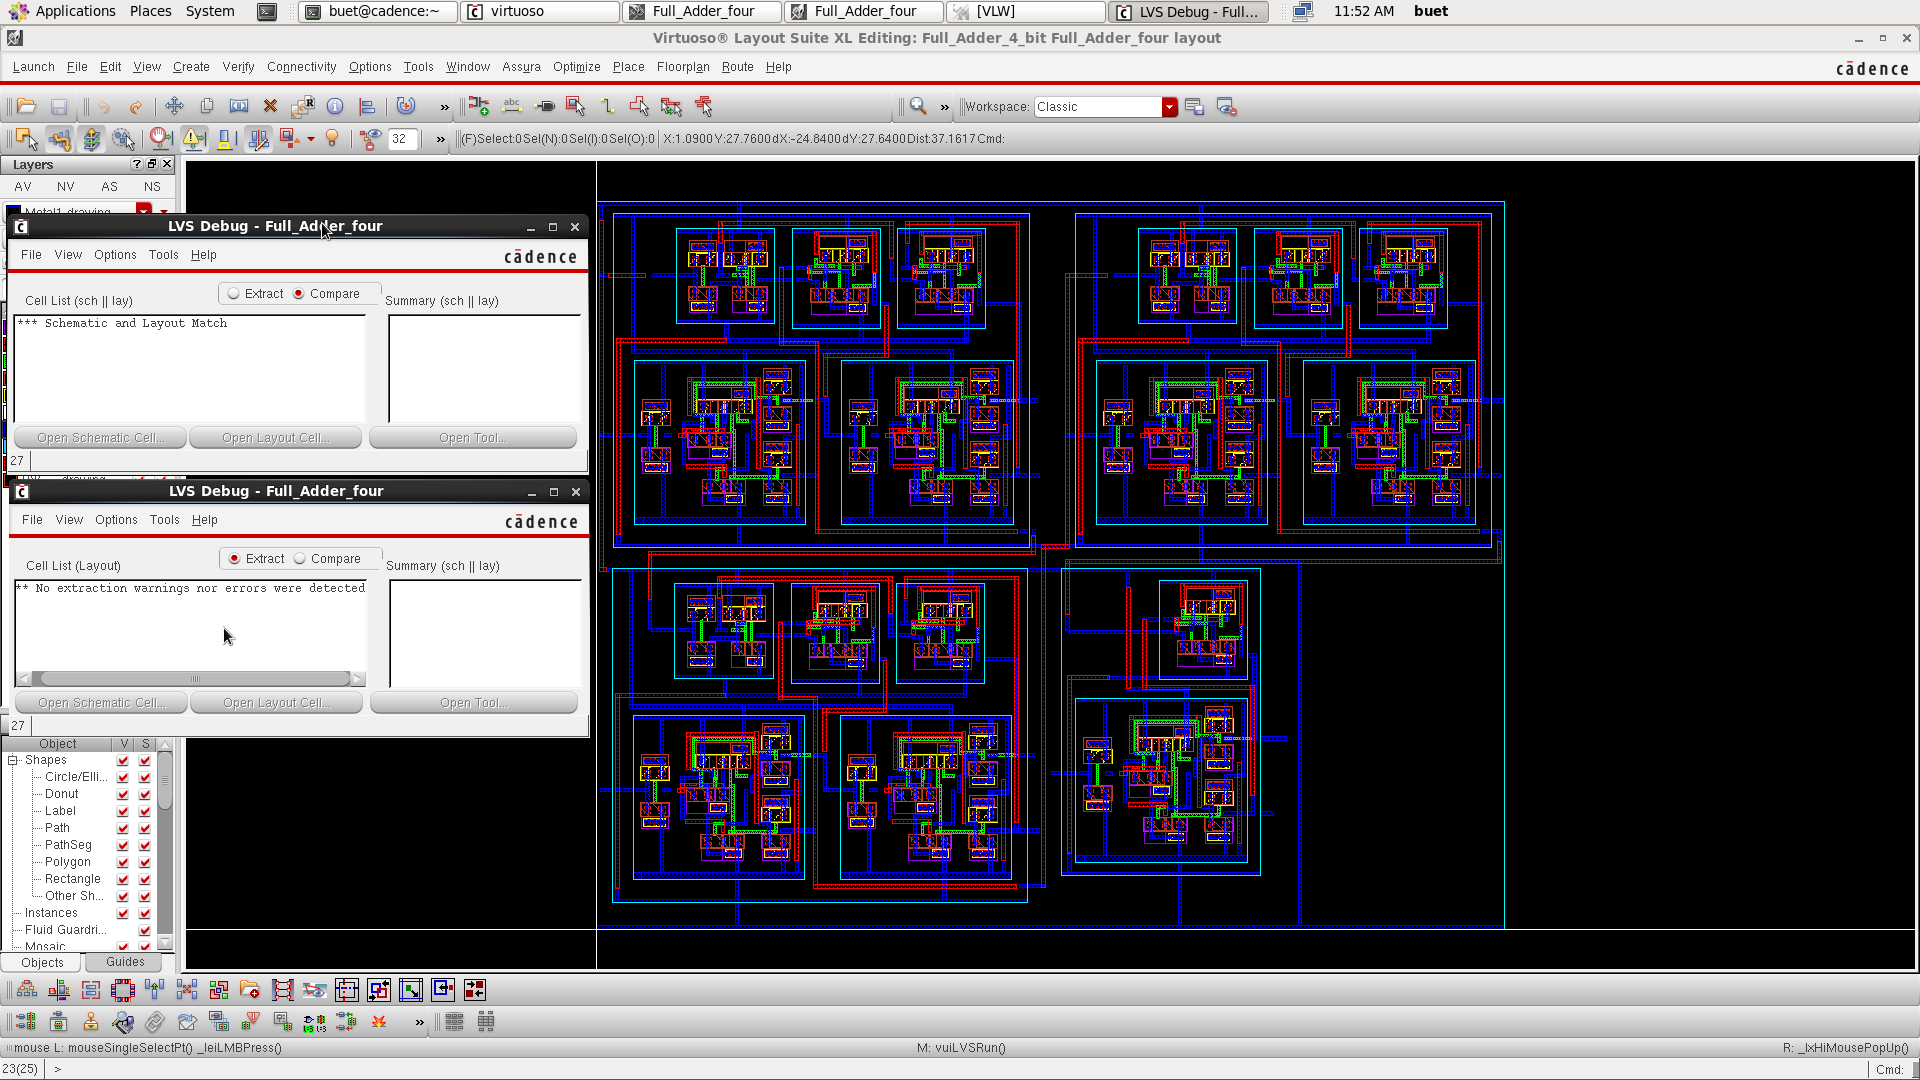 Applications Places System buet@cadence:~ virtuoso Full_Adder_four Full_Adder_four [VLW] LVS Debug - Full... 11:52 AM buet
Virtuoso® Layout Suite XL Editing: Full_Adder_4_bit Full_Adder_four layout
Launch File Edit View Create Verify Connectivity Options Tools Window Assura Optimize Place Floorplan Route Help cādence
» » Workspace: Classic
32 » (F)Select:0 Sel(N):0 Sel(I):0 Sel(O):0 X:1.0900 Y:27.7600 dX:-24.8400 dY:27.6400 Dist:37.1617 Cmd:
Layers
AV NV AS NS
Metal1 drawing
LVS Debug - Full_Adder_four
File View Options Tools Help cādence
Extract Compare
Cell List (sch || lay) Summary (sch || lay)
*** Schematic and Layout Match
Open Schematic Cell... Open Layout Cell... Open Tool...
27
LVS Debug - Full_Adder_four
File View Options Tools Help cādence
Extract Compare
Cell List (Layout) Summary (sch || lay)
** No extraction warnings nor errors were detected
Open Schematic Cell... Open Layout Cell... Open Tool...
27
Object V S
Shapes
Circle/Elli...
Donut
Label
Path
PathSeg
Polygon
Rectangle
Other Sh...
Instances
Fluid Guardri...
Mosaic
Objects Guides
»
mouse L: mouseSingleSelectPt() _leiLMBPress() M: vuiLVSRun() R: _lxHiMousePopUp()
23(25) > Cmd: